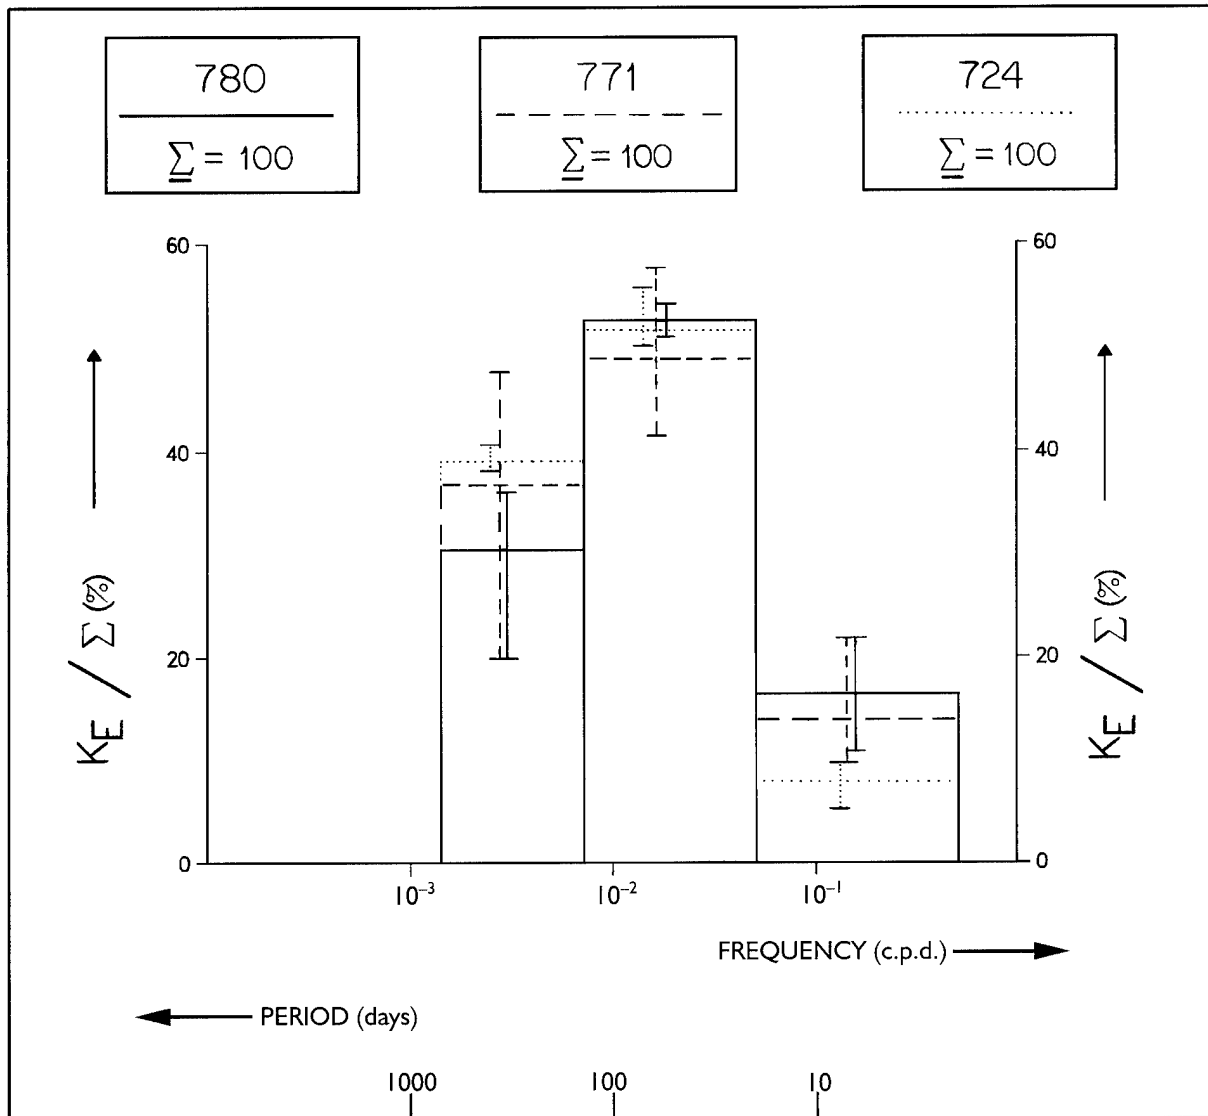 780 771 724
Σ = 100 Σ = 100 Σ = 100
60 60
40 40
20 20
0 0
K_E / Σ (%) K_E / Σ (%)
10⁻³ 10⁻² 10⁻¹
FREQUENCY (c.p.d.)
PERIOD (days)
1000 100 10